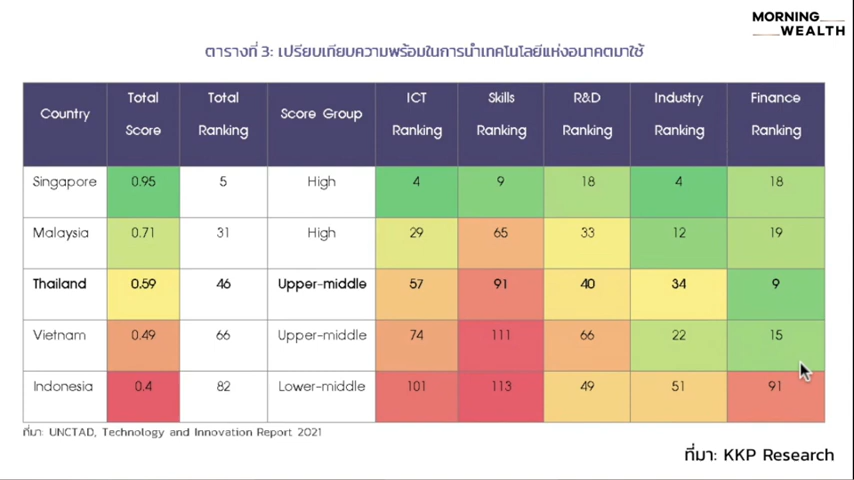 MORNING
WEALTH
ตารางที่ 3: เปรียบเทียบความพร้อมในการนำเทคโนโลยีแห่งอนาคตมาใช้
Country Total Score Total Ranking Score Group ICT Ranking Skills Ranking R&D Ranking Industry Ranking Finance Ranking
Singapore 0.95 5 High 4 9 18 4 18
Malaysia 0.71 31 High 29 65 33 12 19
Thailand 0.59 46 Upper-middle 57 91 40 34 9
Vietnam 0.49 66 Upper-middle 74 111 66 22 15
Indonesia 0.4 82 Lower-middle 101 113 49 51 91
ที่มา: UNCTAD, Technology and Innovation Report 2021
ที่มา: KKP Research